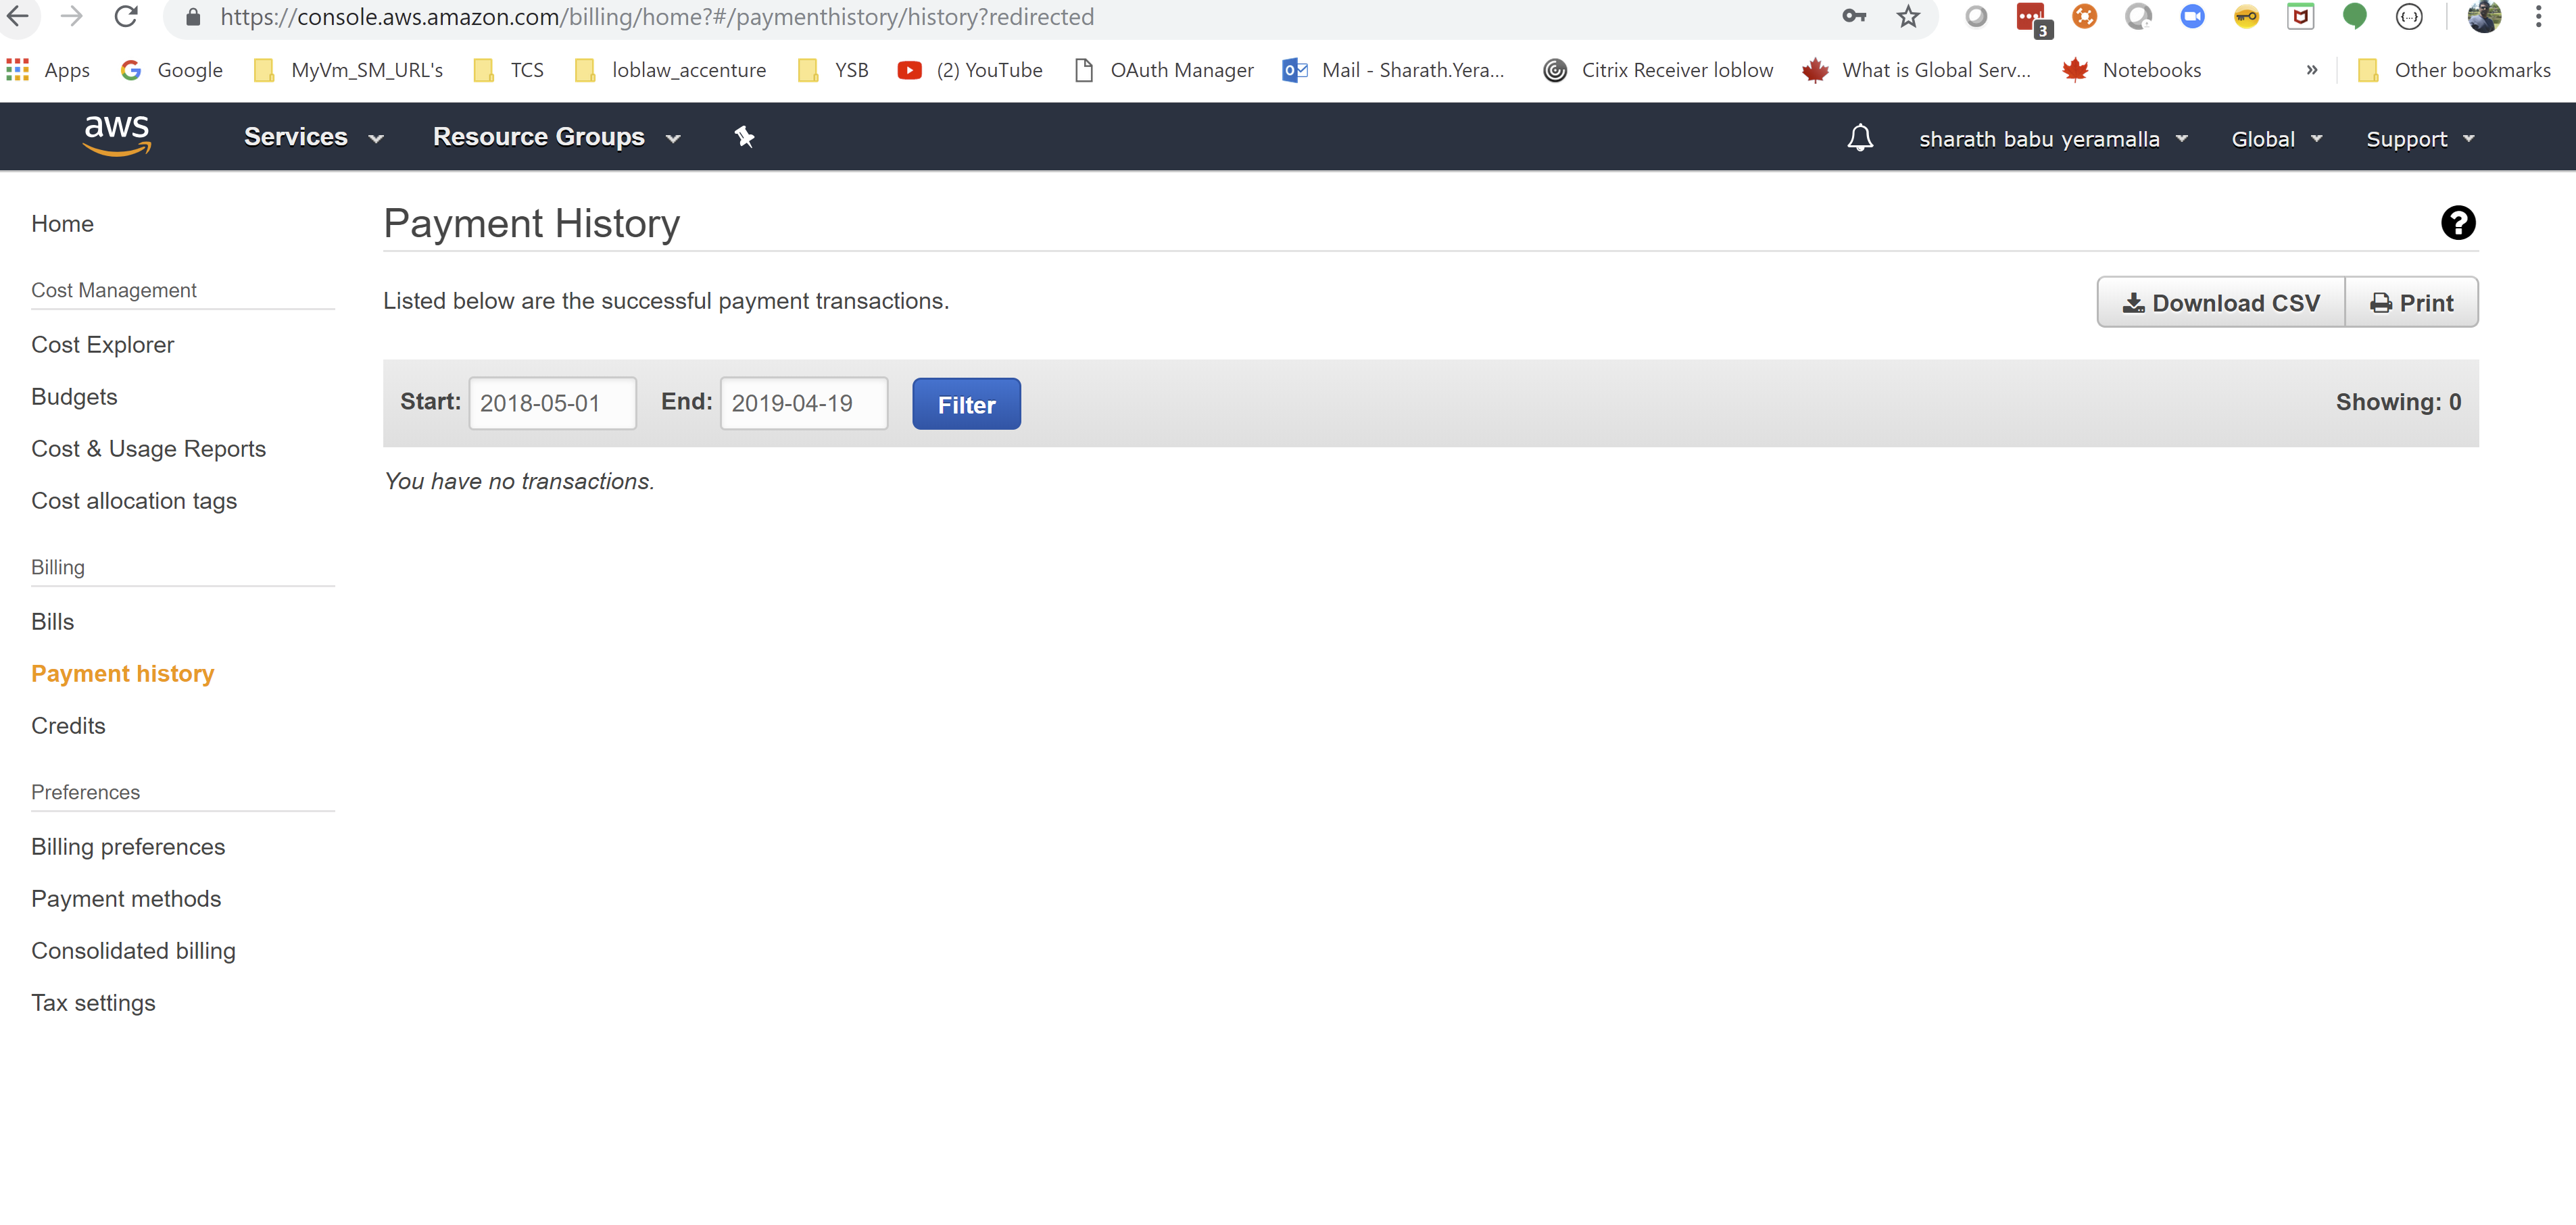 https://console.aws.amazon.com/billing/home?#/paymenthistory/history?redirected
3
Apps Google MyVm_SM_URL's TCS loblaw_accenture YSB (2) YouTube OAuth Manager Mail - Sharath.Yera... Citrix Receiver loblow What is Global Serv... Notebooks » Other bookmarks
aws Services Resource Groups sharath babu yeramalla Global Support
Home
Payment History
Cost Management
Listed below are the successful payment transactions.
Download CSV Print
Cost Explorer
Budgets
Start: 2018-05-01 End: 2019-04-19 Filter Showing: 0
Cost & Usage Reports
You have no transactions.
Cost allocation tags
Billing
Bills
Payment history
Credits
Preferences
Billing preferences
Payment methods
Consolidated billing
Tax settings